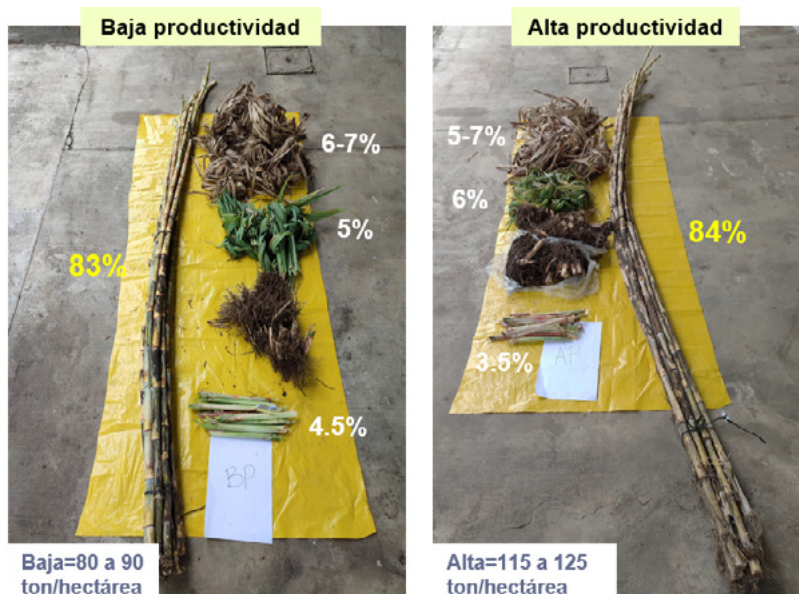 Baja productividad
6-7%
5%
83%
4.5%
BP
Baja=80 a 90
ton/hectárea
Alta productividad
5-7%
6%
84%
3.5%
AP
Alta=115 a 125
ton/hectárea